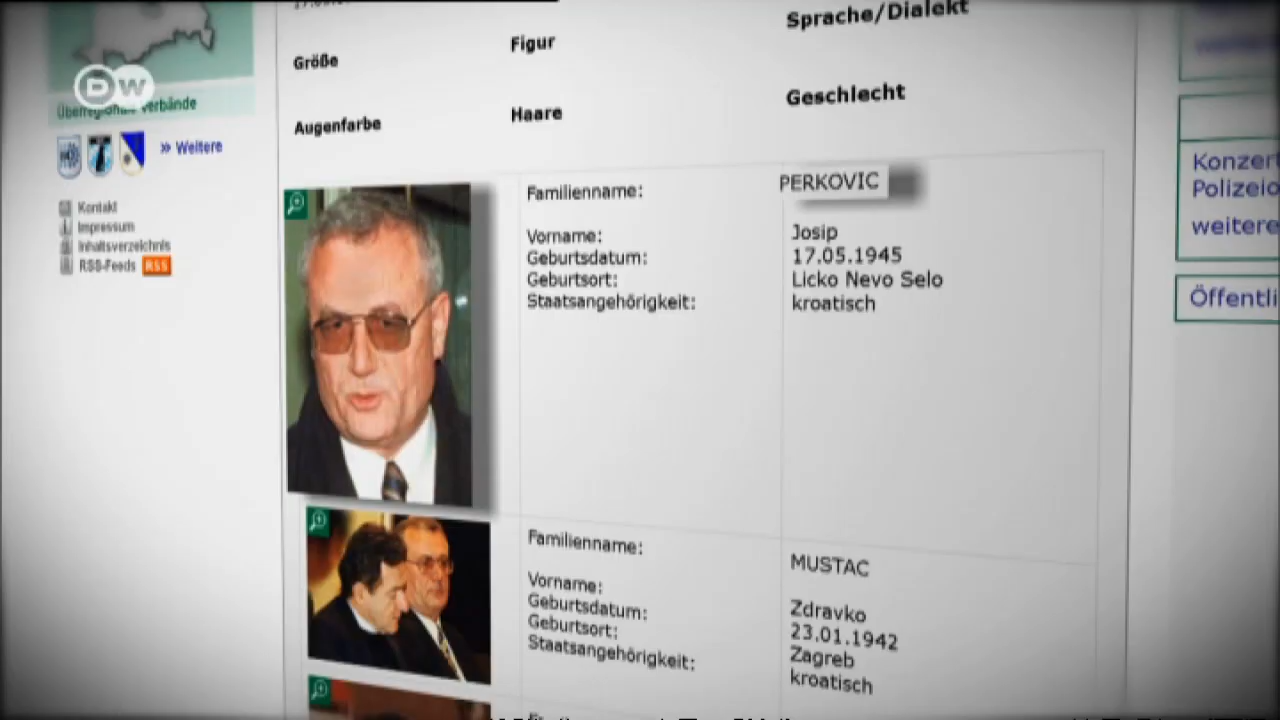 Sprache/Dialekt
Größe
Figur
Augenfarbe
Haare
Geschlecht
DW
Überregionale Verbände
» Weitere
Kontakt
Impressum
Inhaltsverzeichnis
RSS-Feeds RSS
Familienname: PERKOVIC
Vorname: Josip
Geburtsdatum: 17.05.1945
Geburtsort: Licko Nevo Selo
Staatsangehörigkeit: kroatisch
Familienname: MUSTAC
Vorname: Zdravko
Geburtsdatum: 23.01.1942
Geburtsort: Zagreb
Staatsangehörigkeit: kroatisch
Konzert
Polizeio
weitere
Öffentli